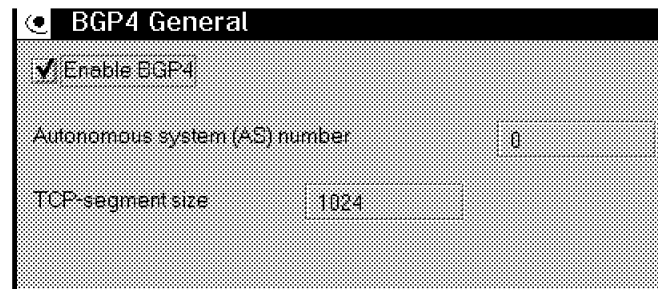 BGP4 General
Enable BGP4
Autonomous system (AS) number 0
TCP-segment size 1024